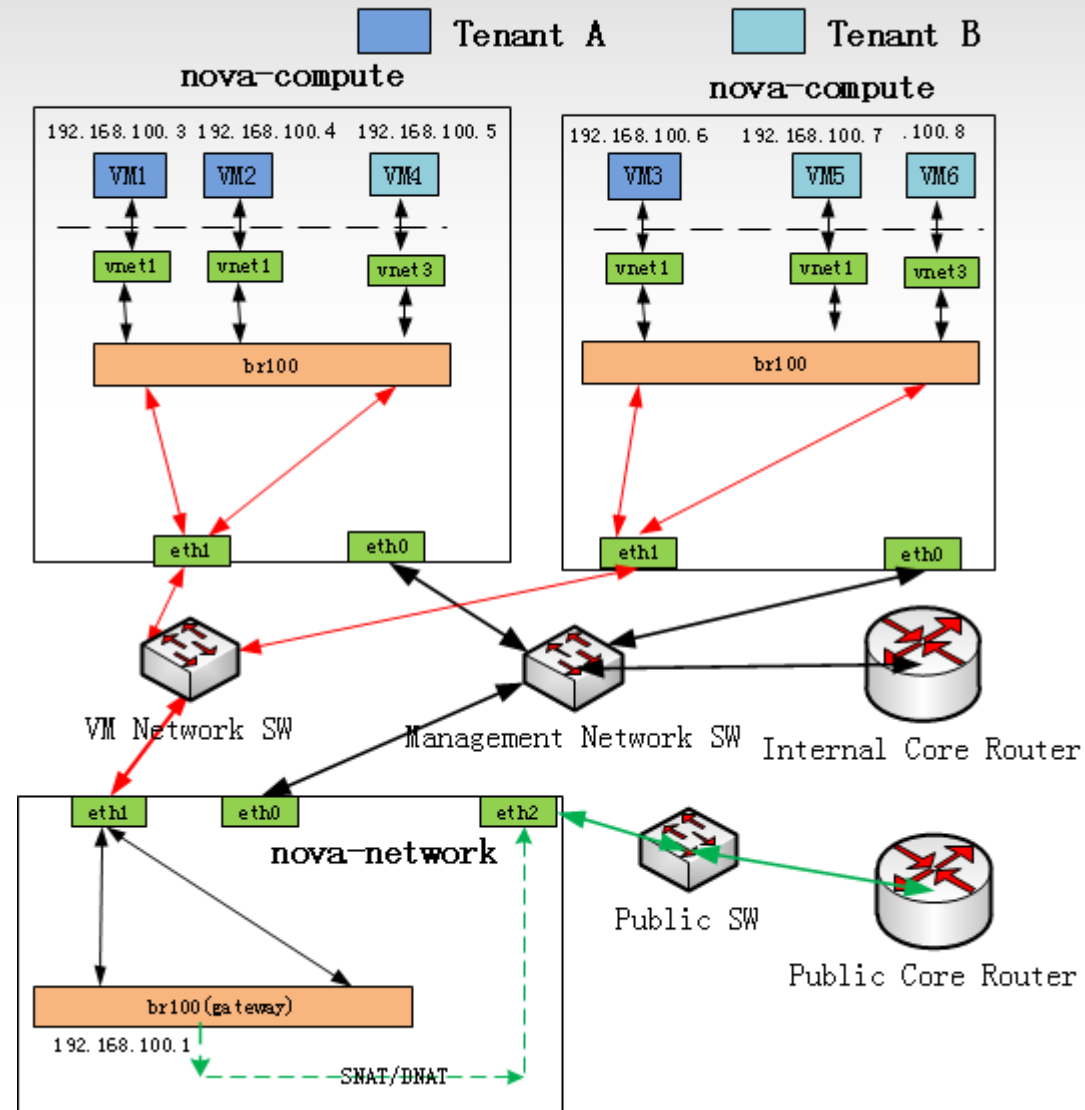 Tenant A Tenant B
nova-compute
nova-compute
192.168.100.3 192.168.100.4 192.168.100.5
192.168.100.6 192.168.100.7 .100.8
VM1 VM2 VM4
VM3 VM5 VM6
vnet1 vnet1 vnet3
vnet1 vnet1 vnet3
br100
br100
eth1 eth0
eth1 eth0
VM Network SW
Management Network SW
Internal Core Router
eth1 eth0 eth2
nova-network
Public SW
Public Core Router
br100(gateway)
192.168.100.1
SNAT/DNAT